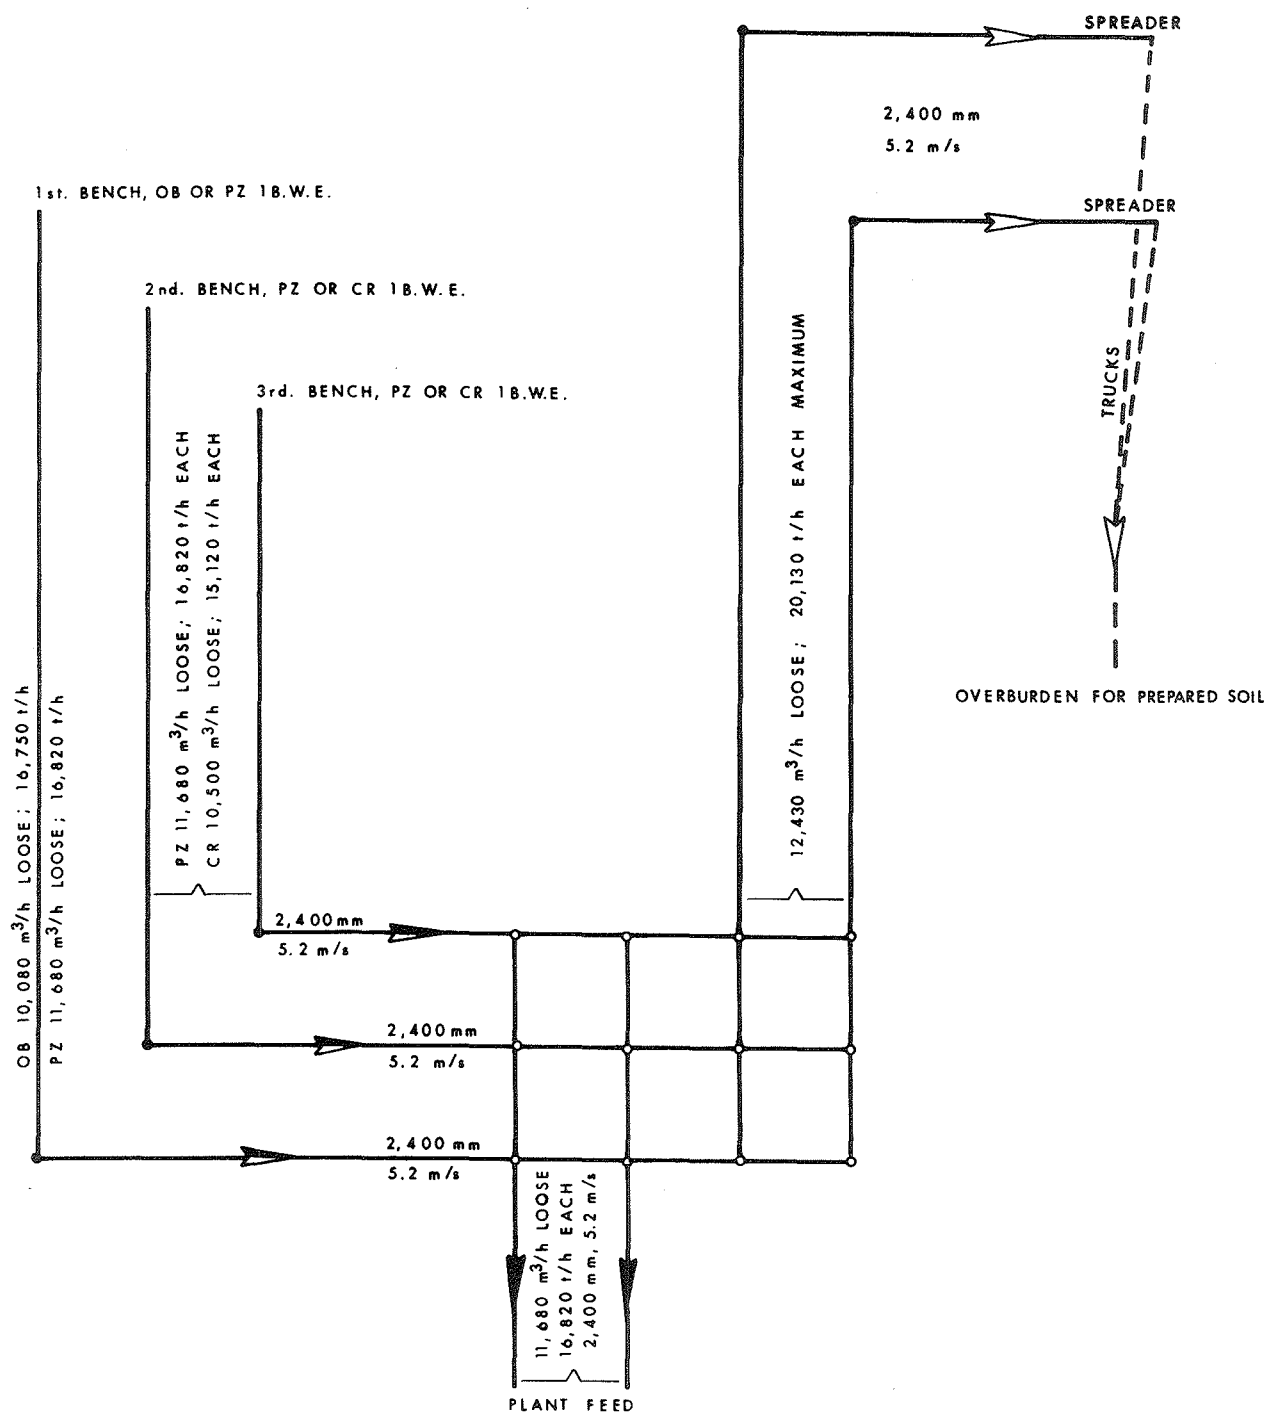 SPREADER
2,400 mm
5.2 m/s
1st. BENCH, OB OR PZ 1B.W.E.
SPREADER
2nd. BENCH, PZ OR CR 1B.W.E.
3rd. BENCH, PZ OR CR 1B.W.E.
TRUCKS
OVERBURDEN FOR PREPARED SOIL
OB 10,080 m³/h LOOSE; 16,750 t/h
PZ 11,680 m³/h LOOSE; 16,820 t/h
PZ 11,680 m³/h LOOSE; 16,820 t/h EACH
CR 10,500 m³/h LOOSE; 15,120 t/h EACH
12,430 m³/h LOOSE; 20,130 t/h EACH MAXIMUM
2,400mm
5.2 m/s
2,400 mm
5.2 m/s
2,400 mm
5.2 m/s
11,680 m³/h LOOSE
16,820 t/h EACH
2,400 mm, 5.2 m/s
PLANT FEED